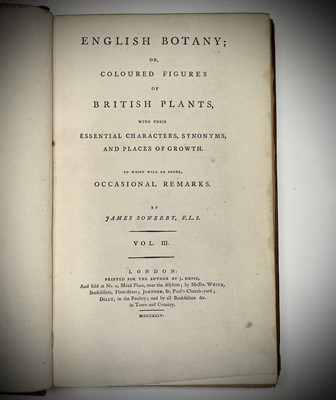 ENGLISH BOTANY;
OR,
COLOURED FIGURES
OF
BRITISH PLANTS,
WITH THEIR
ESSENTIAL CHARACTERS, SYNONYMS,
AND PLACES OF GROWTH.
TO WHICH WILL BE ADDED,
OCCASIONAL REMARKS.
BY
JAMES SOWERBY, F.L.S.
VOL. III.
LONDON:
PRINTED FOR THE AUTHOR BY J. DAVIS,
And sold at No. 2, Mead Place, near the Asylum; by Messrs. WHITE,
Booksellers, Fleet-street; JOHNSON, St. Paul's Church-yard;
DILLY, in the Poultry; and by all Booksellers &c.
in Town and Country.
MDCCXCIV.